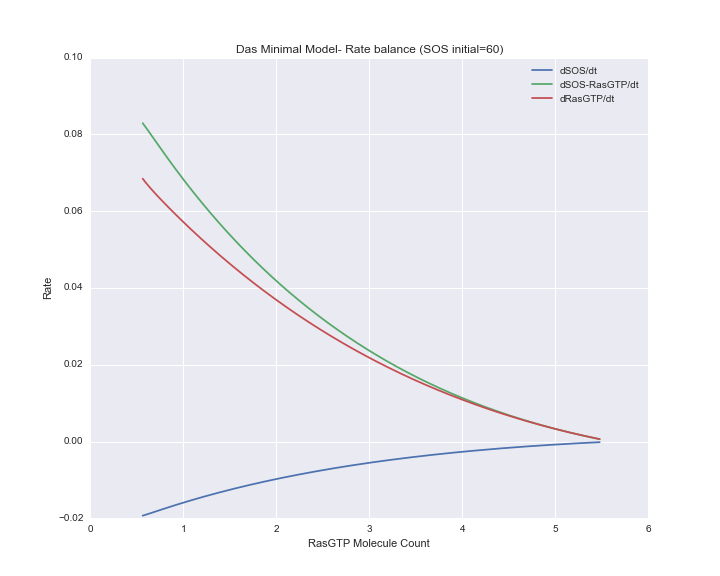 Das Minimal Model- Rate balance (SOS initial=60)
0.10
0.08
0.06
0.04
0.02
0.00
−0.02
Rate
dSOS/dt
dSOS-RasGTP/dt
dRasGTP/dt
0 1 2 3 4 5 6
RasGTP Molecule Count